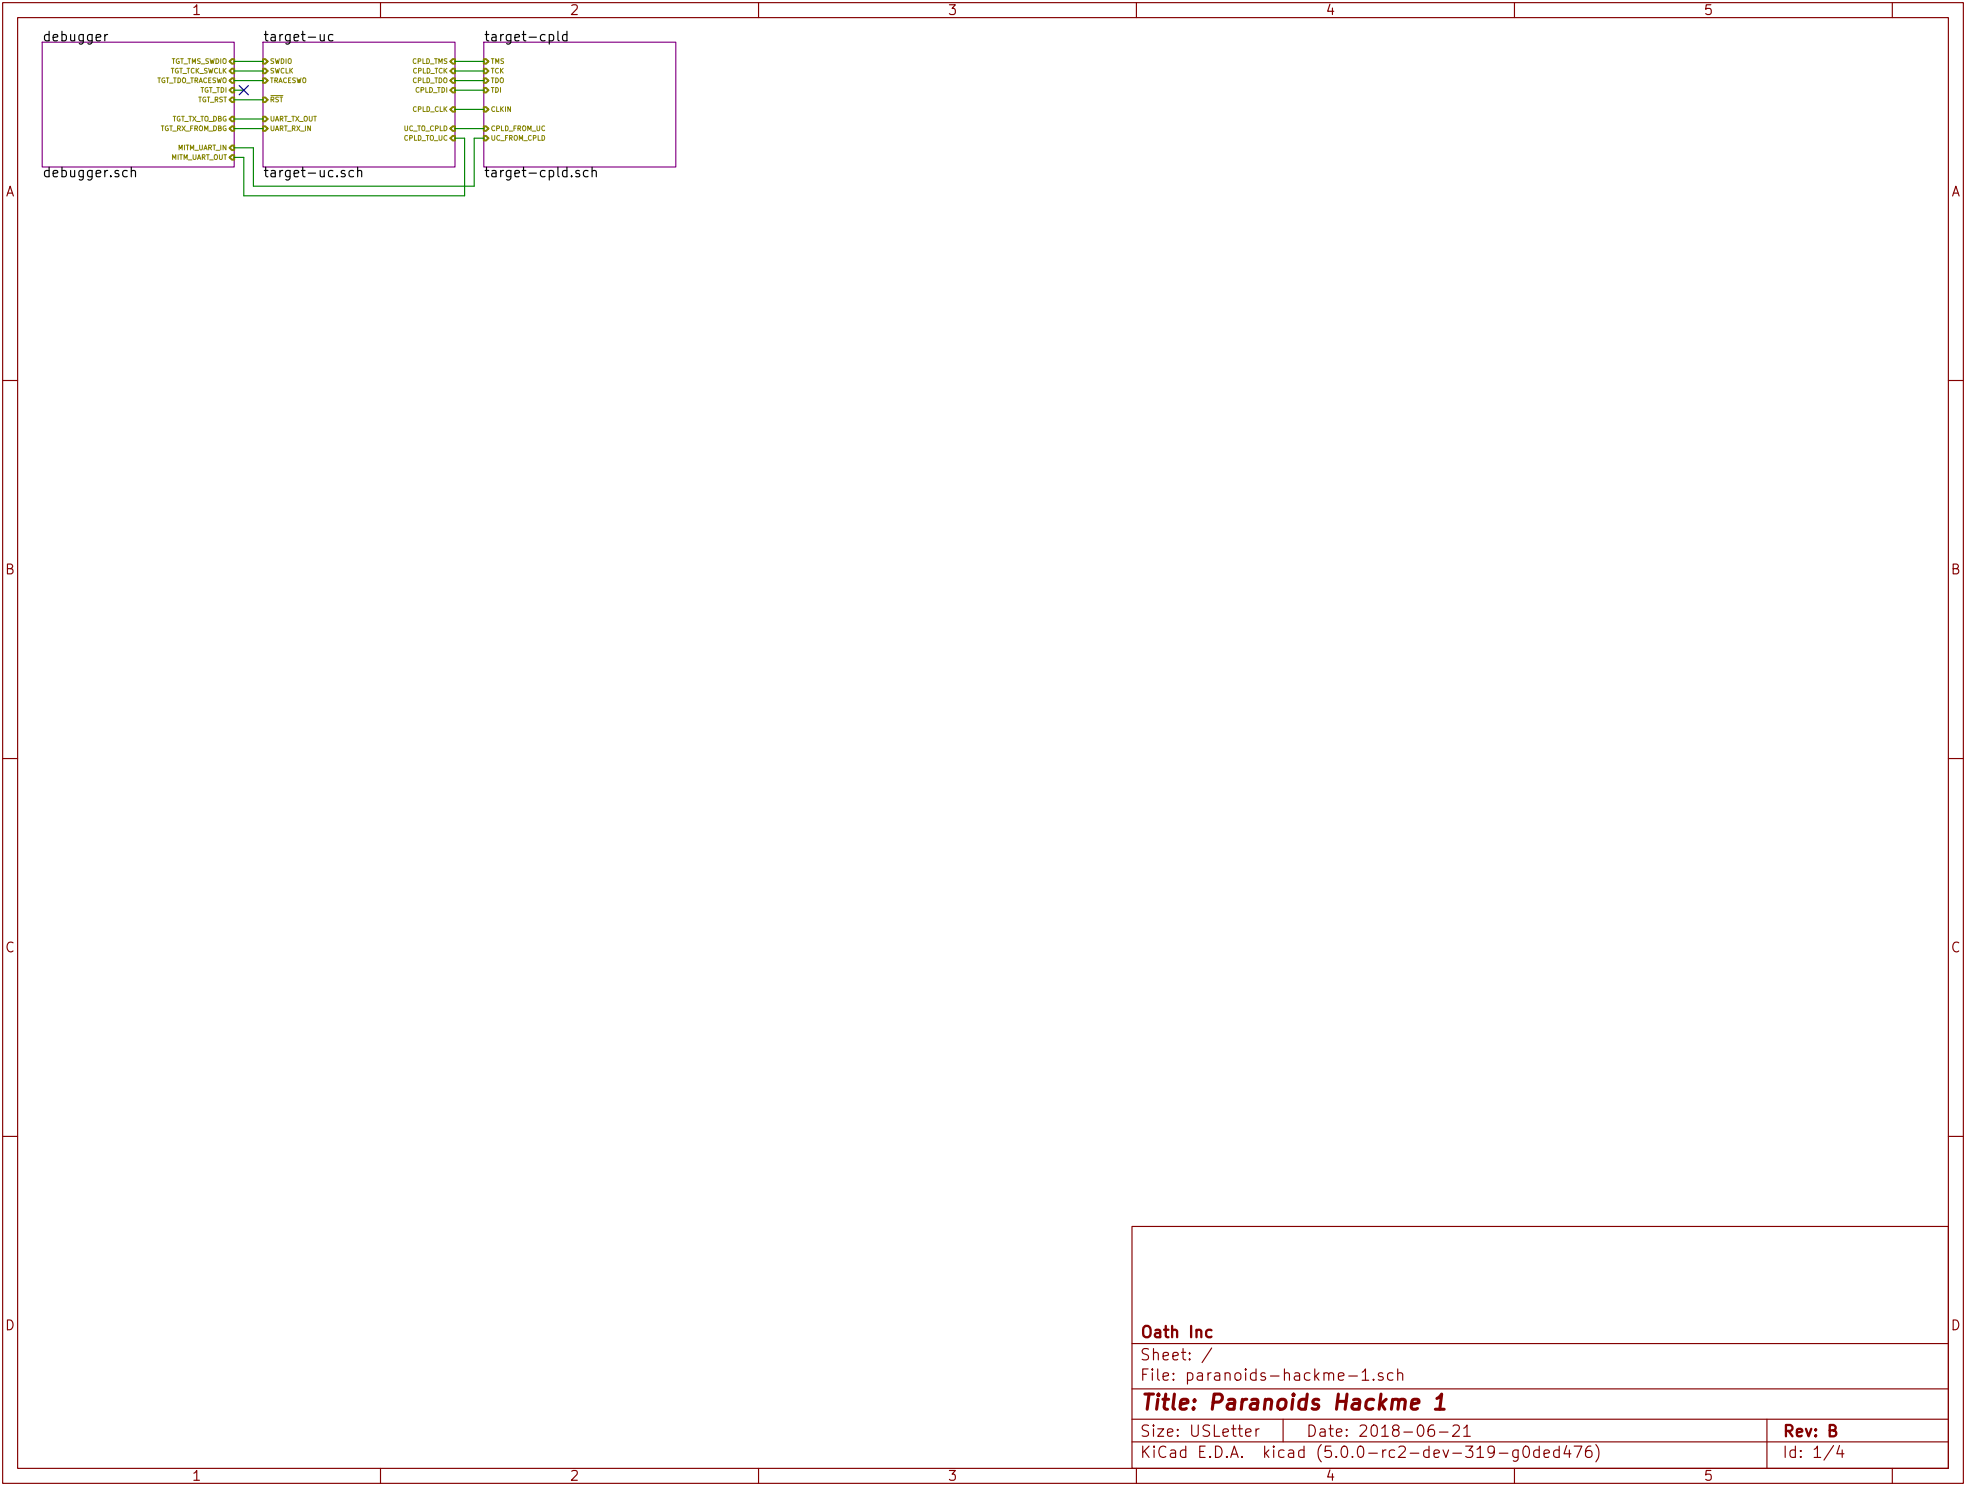 1 2 3 4 5
debugger target-uc target-cpld
TGT_TMS_SWDIO SWDIO CPLD_TMS TMS
TGT_TCK_SWCLK SWCLK CPLD_TCK TCK
TGT_TDO_TRACESWO TRACESWO CPLD_TDO TDO
TGT_TDI CPLD_TDI TDI
TGT_RST RST
CPLD_CLK CLKIN
TGT_TX_TO_DBG UART_TX_OUT
TGT_RX_FROM_DBG UART_RX_IN UC_TO_CPLD CPLD_FROM_UC
CPLD_TO_UC UC_FROM_CPLD
MITM_UART_IN
MITM_UART_OUT
debugger.sch target-uc.sch target-cpld.sch
A A
B B
C C
D D
Oath Inc
Sheet: /
File: paranoids-hackme-1.sch
Title: Paranoids Hackme 1
Size: USLetter Date: 2018-06-21 Rev: B
KiCad E.D.A. kicad (5.0.0-rc2-dev-319-g0ded476) Id: 1/4
1 2 3 4 5